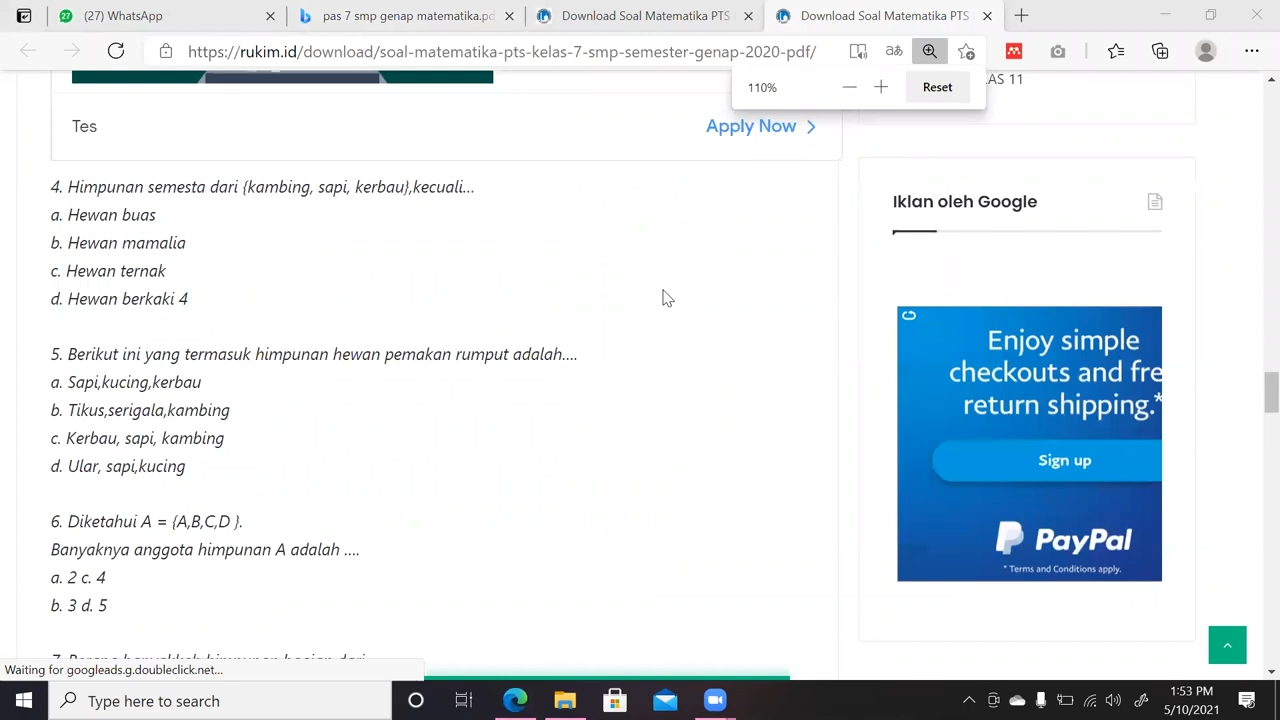 (27) WhatsApp
pas 7 smp genap matematika.pd
Download Soal Matematika PTS
Download Soal Matematika PTS
https://rukim.id/download/soal-matematika-pts-kelas-7-smp-semester-genap-2020-pdf/
110%
Reset
AS 11
Tes
Apply Now
4. Himpunan semesta dari {kambing, sapi, kerbau},kecuali...
a. Hewan buas
b. Hewan mamalia
c. Hewan ternak
d. Hewan berkaki 4
5. Berikut ini yang termasuk himpunan hewan pemakan rumput adalah....
a. Sapi,kucing,kerbau
b. Tikus,serigala,kambing
c. Kerbau, sapi, kambing
d. Ular, sapi,kucing
6. Diketahui A = {A,B,C,D }.
Banyaknya anggota himpunan A adalah ....
a. 2 c. 4
b. 3 d. 5
Iklan oleh Google
Enjoy simple
checkouts and fre
return shipping.*
Sign up
PayPal
* Terms and Conditions apply.
Waiting for googleads.g.doubleclick.net...
Type here to search
1:53 PM
5/10/2021